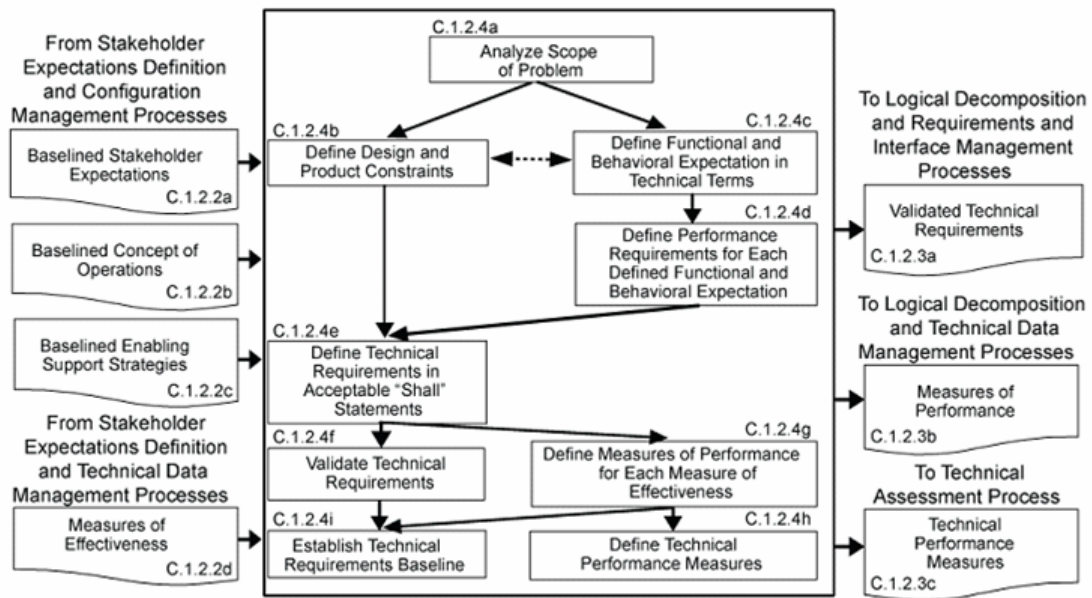 From Stakeholder
Expectations Definition
and Configuration
Management Processes
Baselined Stakeholder
Expectations
C.1.2.2a
Baselined Concept of
Operations
C.1.2.2b
Baselined Enabling
Support Strategies
C.1.2.2c
From Stakeholder
Expectations Definition
and Technical Data
Management Processes
Measures of
Effectiveness
C.1.2.2d
C.1.2.4a
Analyze Scope
of Problem
C.1.2.4b
Define Design and
Product Constraints
C.1.2.4c
Define Functional and
Behavioral Expectation in
Technical Terms
C.1.2.4d
Define Performance
Requirements for Each
Defined Functional and
Behavioral Expectation
C.1.2.4e
Define Technical
Requirements in
Acceptable “Shall”
Statements
C.1.2.4f
Validate Technical
Requirements
C.1.2.4g
Define Measures of Performance
for Each Measure of
Effectiveness
C.1.2.4i
Establish Technical
Requirements Baseline
C.1.2.4h
Define Technical
Performance Measures
To Logical Decomposition
and Requirements and
Interface Management
Processes
Validated Technical
Requirements
C.1.2.3a
To Logical Decomposition
and Technical Data
Management Processes
Measures of
Performance
C.1.2.3b
To Technical
Assessment Process
Technical
Performance
Measures
C.1.2.3c